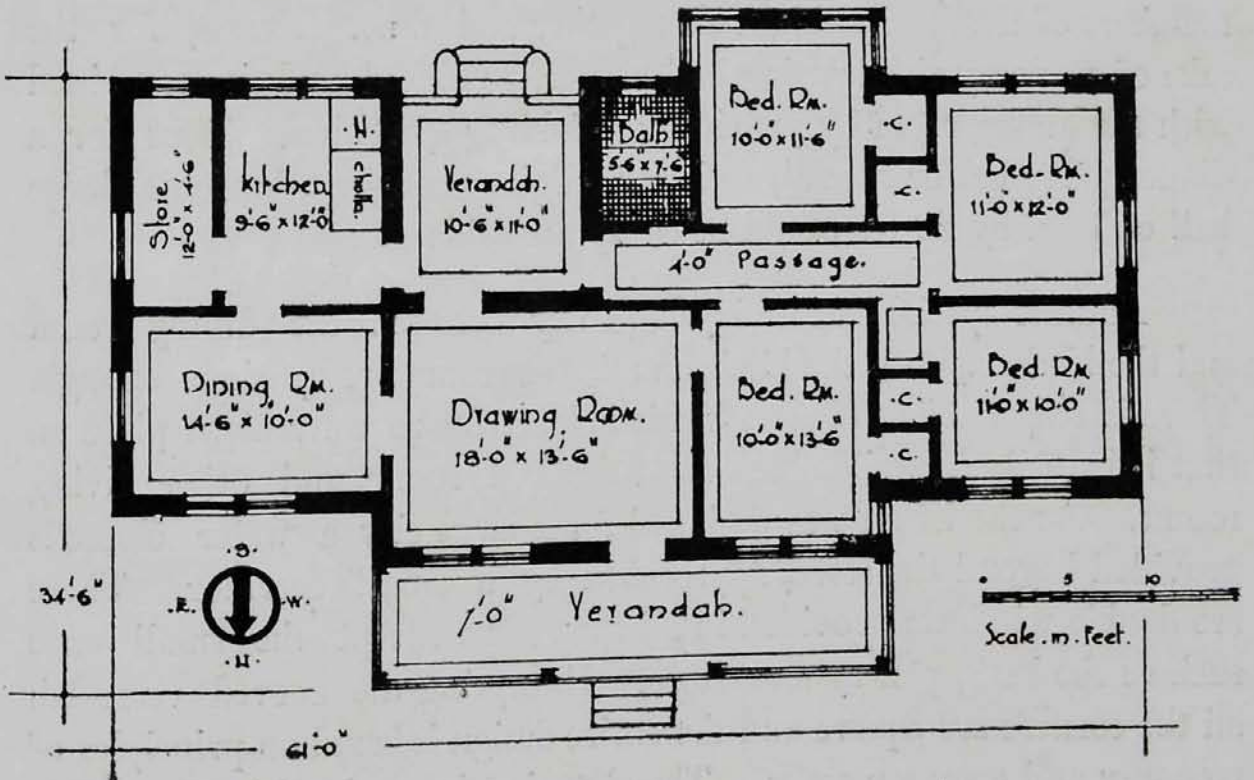 Store
12'-0" x 4'-6"
Kitchen
9'-6" x 12'-0"
.H.
chulla.
Verandah.
10'-6" x 11'-0"
Bath
5'-6" x 7'-6"
Bed. Rm.
10'-0" x 11'-6"
.C.
.C.
Bed. Rm.
11'-0" x 12'-0"
4'-0" Passage.
Dining Rm.
14'-6" x 10'-0"
Drawing Room.
18'-0" x 13'-6"
Bed. Rm.
10'-0" x 13'-6"
.C.
.C.
Bed. Rm
11'-0" x 10'-0"
7'-0" Verandah.
34'-6"
.S.
.E.
.W.
.N.
0 5 10
Scale. in. Feet.
61'-0"